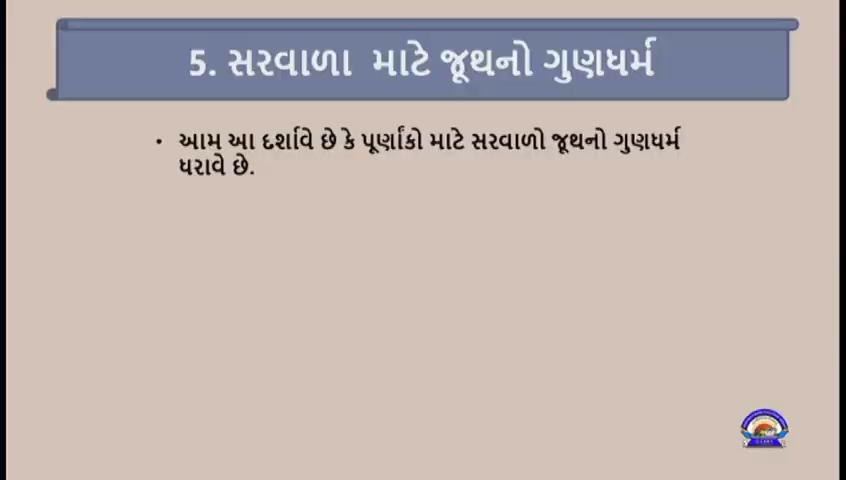 5. સરવાળા માટે જૂથનો ગુણધર્મ
• આમ આ દર્શાવે છે કે પૂર્ણાંકો માટે સરવાળો જૂથનો ગુણધર્મ
ધરાવે છે.